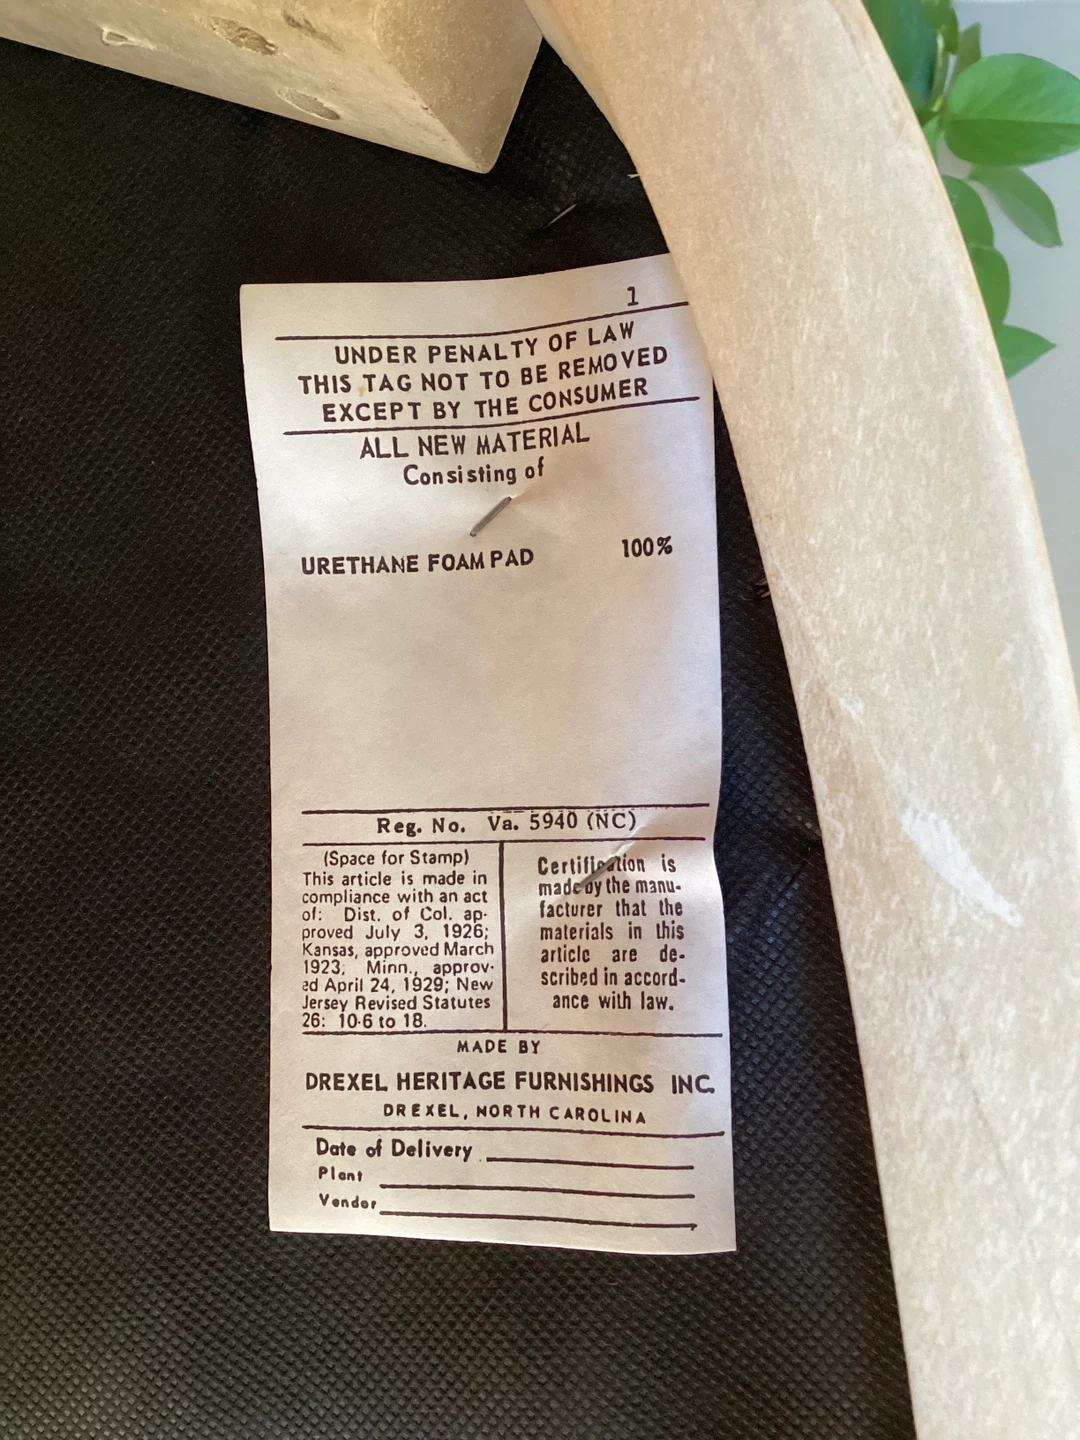 1
UNDER PENALTY OF LAW
THIS TAG NOT TO BE REMOVED
EXCEPT BY THE CONSUMER
ALL NEW MATERIAL
Consisting of
URETHANE FOAM PAD 100%
Reg. No. Va. 5940 (NC)
(Space for Stamp)
This article is made in
compliance with an act
of: Dist. of Col. ap-
proved July 3, 1926;
Kansas, approved March
1923; Minn., approv-
ed April 24, 1929; New
Jersey Revised Statutes
26: 10-6 to 18.
Certification is
made by the manu-
facturer that the
materials in this
article are de-
scribed in accord-
ance with law.
MADE BY
DREXEL HERITAGE FURNISHINGS INC.
DREXEL, NORTH CAROLINA
Date of Delivery
Plant
Vendor